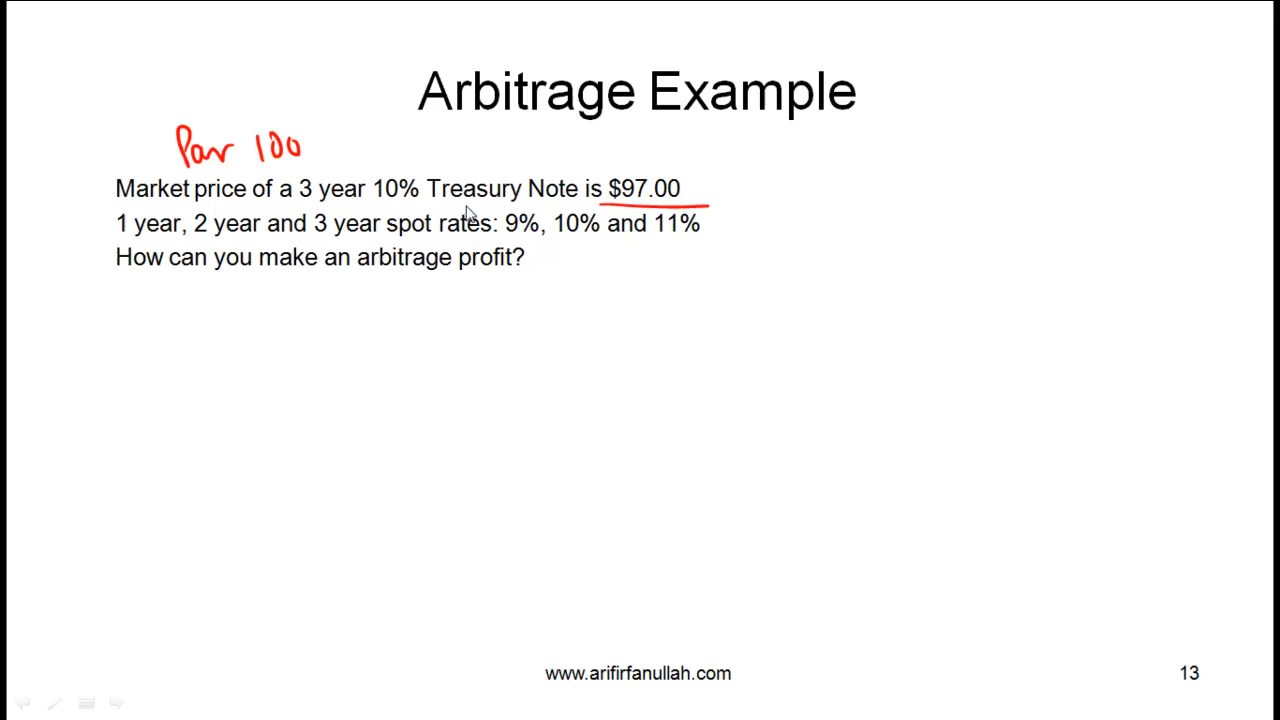 Arbitrage Example
Par 100
Market price of a 3 year 10% Treasury Note is $97.00
1 year, 2 year and 3 year spot rates: 9%, 10% and 11%
How can you make an arbitrage profit?
www.arifirfanullah.com
13